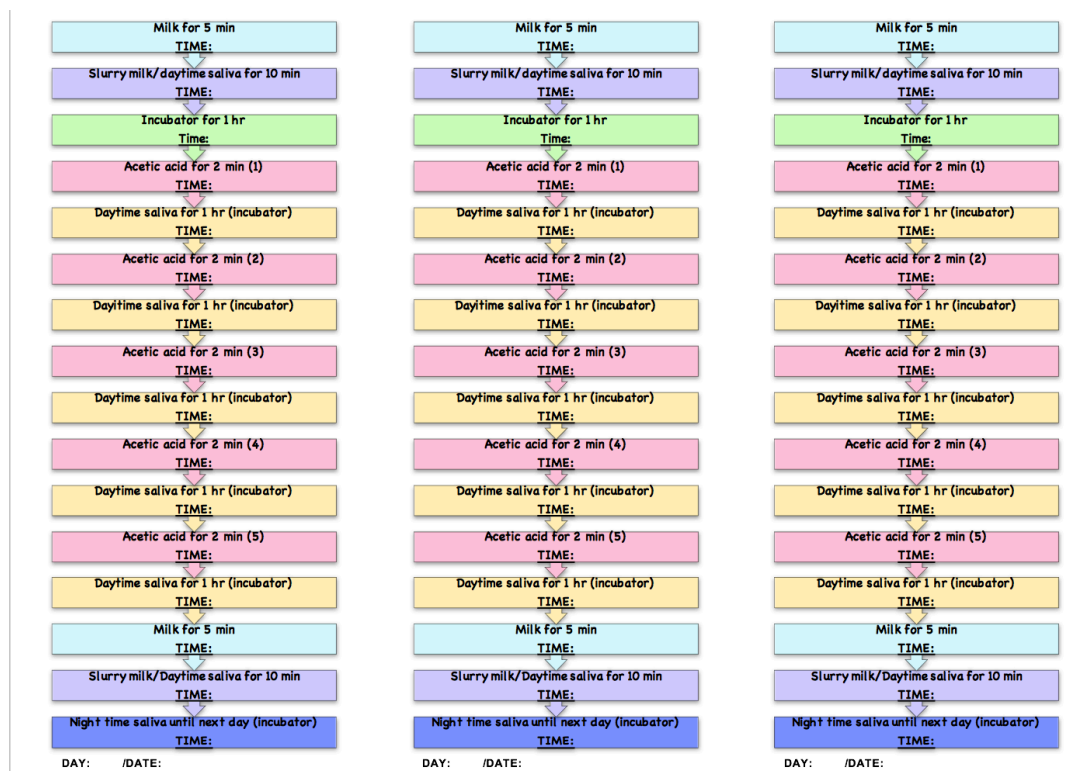 Milk for 5 min
TIME:
Slurry milk/daytime saliva for 10 min
TIME:
Incubator for 1 hr
Time:
Acetic acid for 2 min (1)
TIME:
Daytime saliva for 1 hr (incubator)
TIME:
Acetic acid for 2 min (2)
TIME:
Dayitime saliva for 1 hr (incubator)
TIME:
Acetic acid for 2 min (3)
TIME:
Daytime saliva for 1 hr (incubator)
TIME:
Acetic acid for 2 min (4)
TIME:
Daytime saliva for 1 hr (incubator)
TIME:
Acetic acid for 2 min (5)
TIME:
Daytime saliva for 1 hr (incubator)
TIME:
Milk for 5 min
TIME:
Slurry milk/Daytime saliva for 10 min
TIME:
Night time saliva until next day (incubator)
TIME:
DAY: /DATE:
Milk for 5 min
TIME:
Slurry milk/daytime saliva for 10 min
TIME:
Incubator for 1 hr
Time:
Acetic acid for 2 min (1)
TIME:
Daytime saliva for 1 hr (incubator)
TIME:
Acetic acid for 2 min (2)
TIME:
Dayitime saliva for 1 hr (incubator)
TIME:
Acetic acid for 2 min (3)
TIME:
Daytime saliva for 1 hr (incubator)
TIME:
Acetic acid for 2 min (4)
TIME:
Daytime saliva for 1 hr (incubator)
TIME:
Acetic acid for 2 min (5)
TIME:
Daytime saliva for 1 hr (incubator)
TIME:
Milk for 5 min
TIME:
Slurry milk/Daytime saliva for 10 min
TIME:
Night time saliva until next day (incubator)
TIME:
DAY: /DATE:
Milk for 5 min
TIME:
Slurry milk/daytime saliva for 10 min
TIME:
Incubator for 1 hr
Time:
Acetic acid for 2 min (1)
TIME:
Daytime saliva for 1 hr (incubator)
TIME:
Acetic acid for 2 min (2)
TIME:
Dayitime saliva for 1 hr (incubator)
TIME:
Acetic acid for 2 min (3)
TIME:
Daytime saliva for 1 hr (incubator)
TIME:
Acetic acid for 2 min (4)
TIME:
Daytime saliva for 1 hr (incubator)
TIME:
Acetic acid for 2 min (5)
TIME:
Daytime saliva for 1 hr (incubator)
TIME:
Milk for 5 min
TIME:
Slurry milk/Daytime saliva for 10 min
TIME:
Night time saliva until next day (incubator)
TIME:
DAY: /DATE: